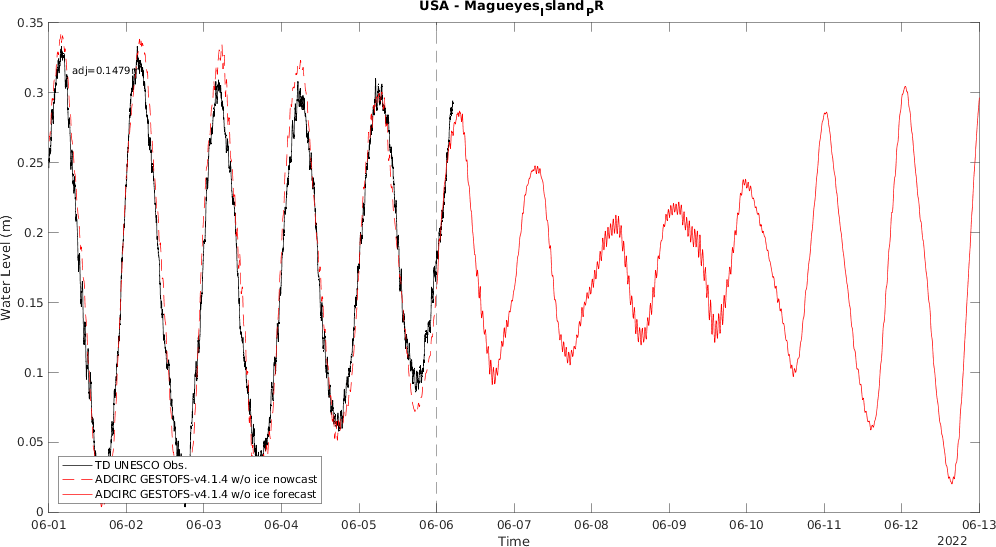 USA - Magueyes_Island_PR
0.35
0.3
0.25
0.2
0.15
0.1
0.05
0
Water Level (m)
adj=0.1479
TD UNESCO Obs.
ADCIRC GESTOFS-v4.1.4 w/o ice nowcast
ADCIRC GESTOFS-v4.1.4 w/o ice forecast
06-01 06-02 06-03 06-04 06-05 06-06 06-07 06-08 06-09 06-10 06-11 06-12 06-13
Time
2022